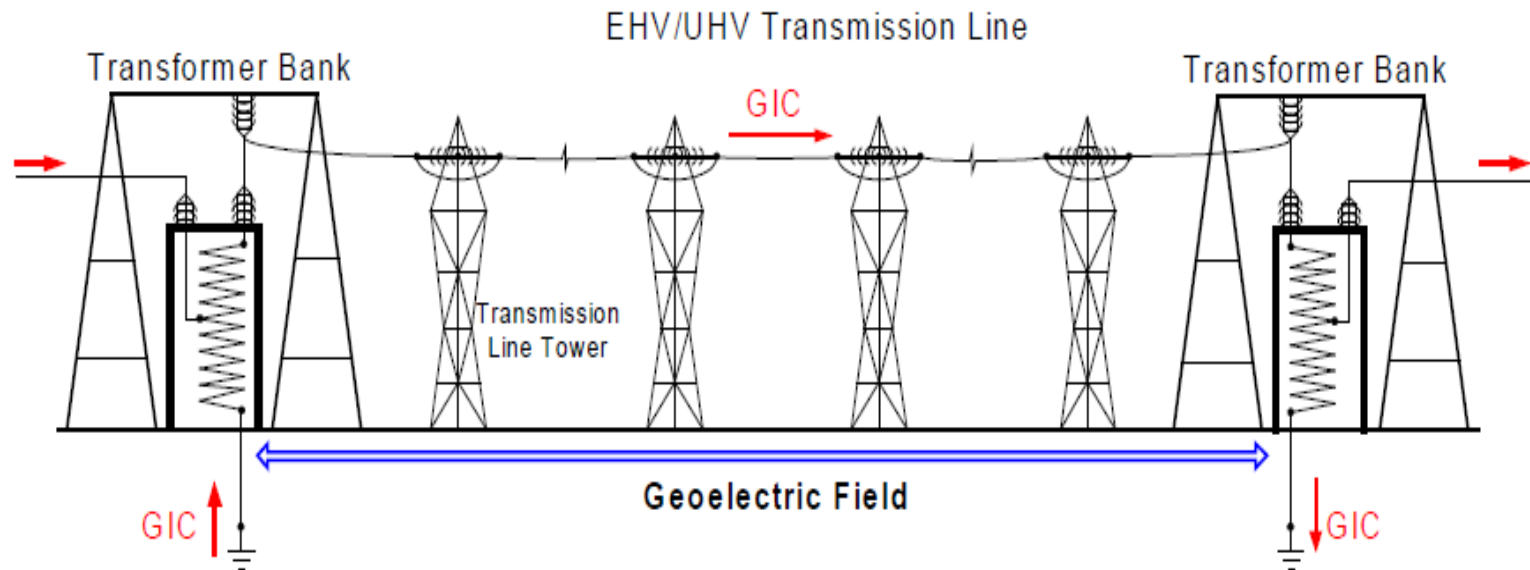 EHV/UHV Transmission Line
Transformer Bank
Transformer Bank
GIC
Transmission
Line Tower
Geoelectric Field
GIC
GIC